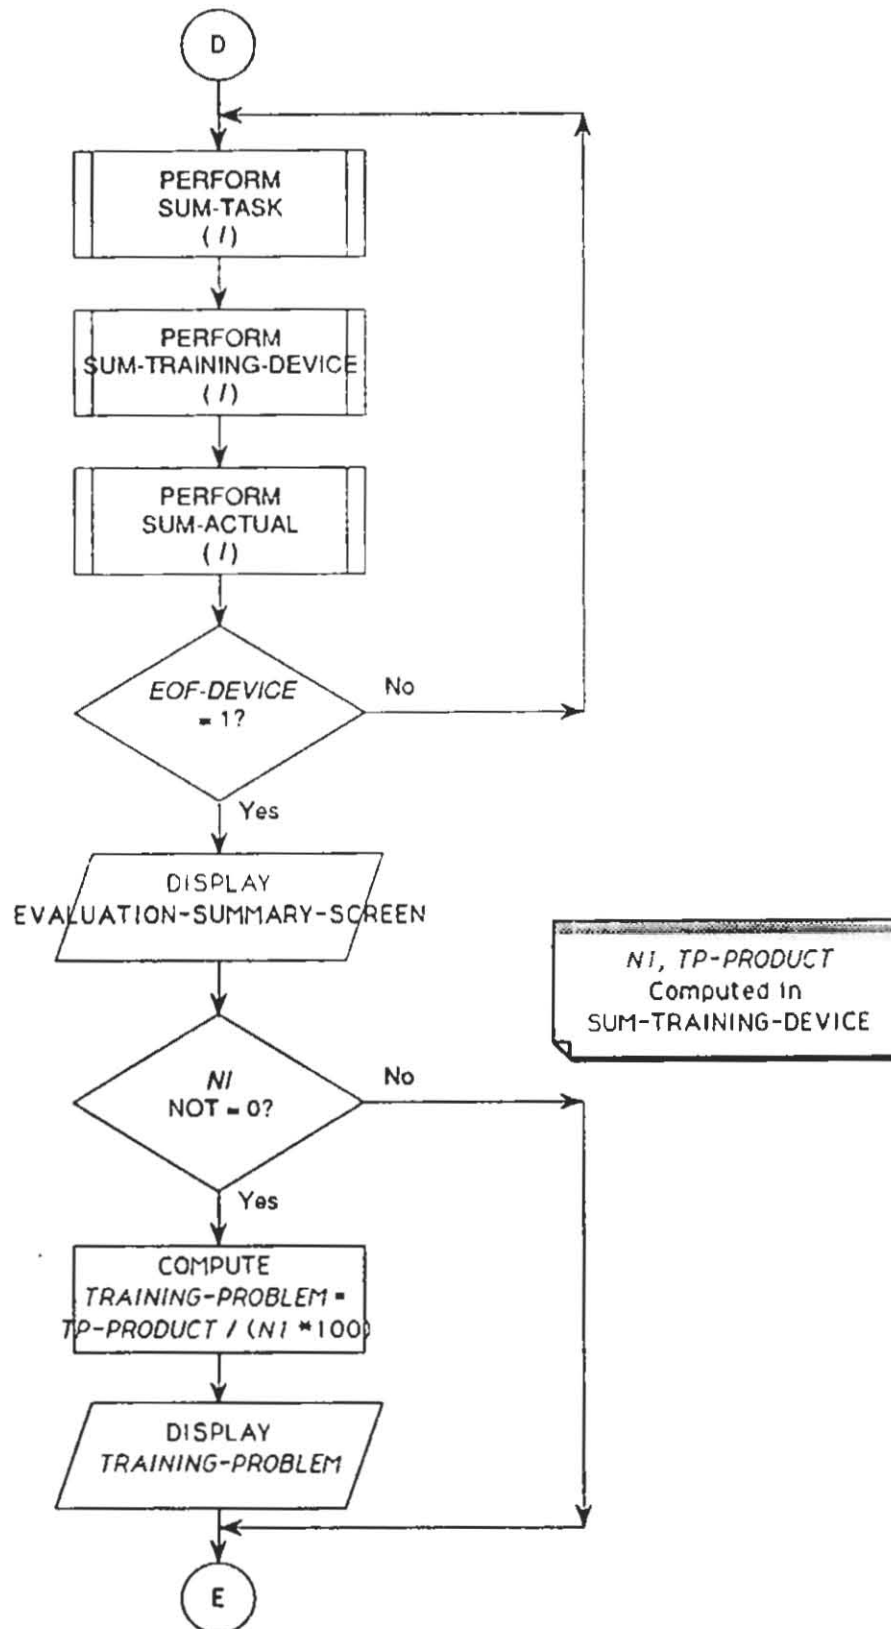 D
PERFORM
SUM-TASK
(I)
PERFORM
SUM-TRAINING-DEVICE
(I)
PERFORM
SUM-ACTUAL
(I)
EOF-DEVICE
= 1?
No
Yes
DISPLAY
EVALUATION-SUMMARY-SCREEN
N1, TP-PRODUCT
Computed in
SUM-TRAINING-DEVICE
N1
NOT = 0?
No
Yes
COMPUTE
TRAINING-PROBLEM =
TP-PRODUCT / (N1 *100)
DISPLAY
TRAINING-PROBLEM
E